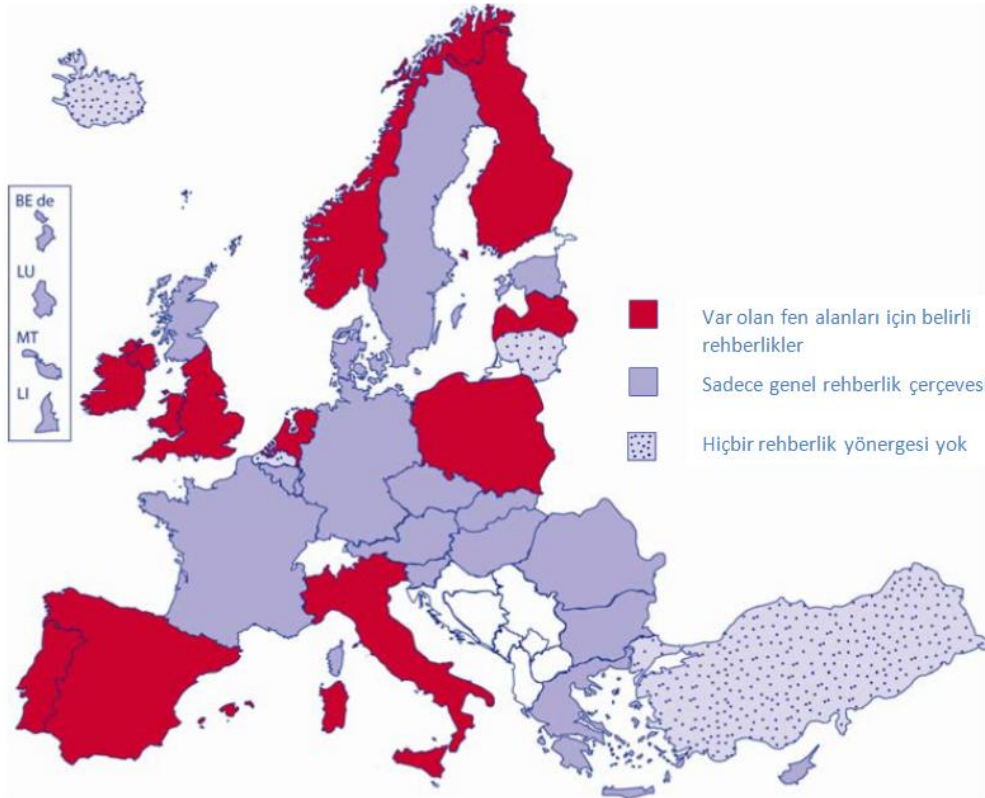 BE de
LU
MT
LI
Var olan fen alanları için belirli
rehberlikler
Sadece genel rehberlik çerçevesi
Hiçbir rehberlik yönergesi yok